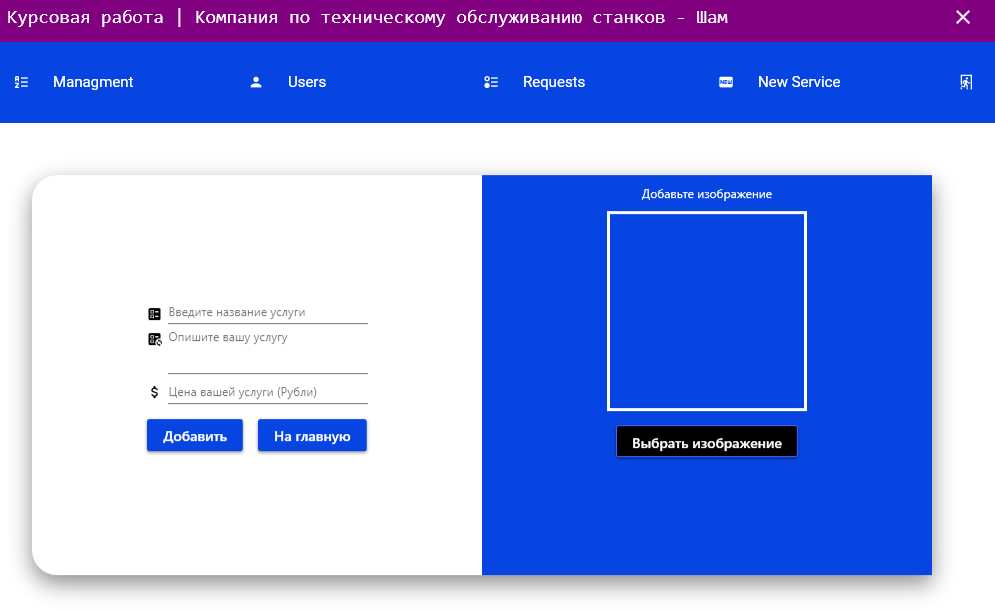 Курсовая работа | Компания по техническому обслуживанию станков - Шам
Managment
Users
Requests
New Service
Добавьте изображение
Введите название услуги
Опишите вашу услугу
Цена вашей услуги (Рубли)
Добавить
На главную
Выбрать изображение